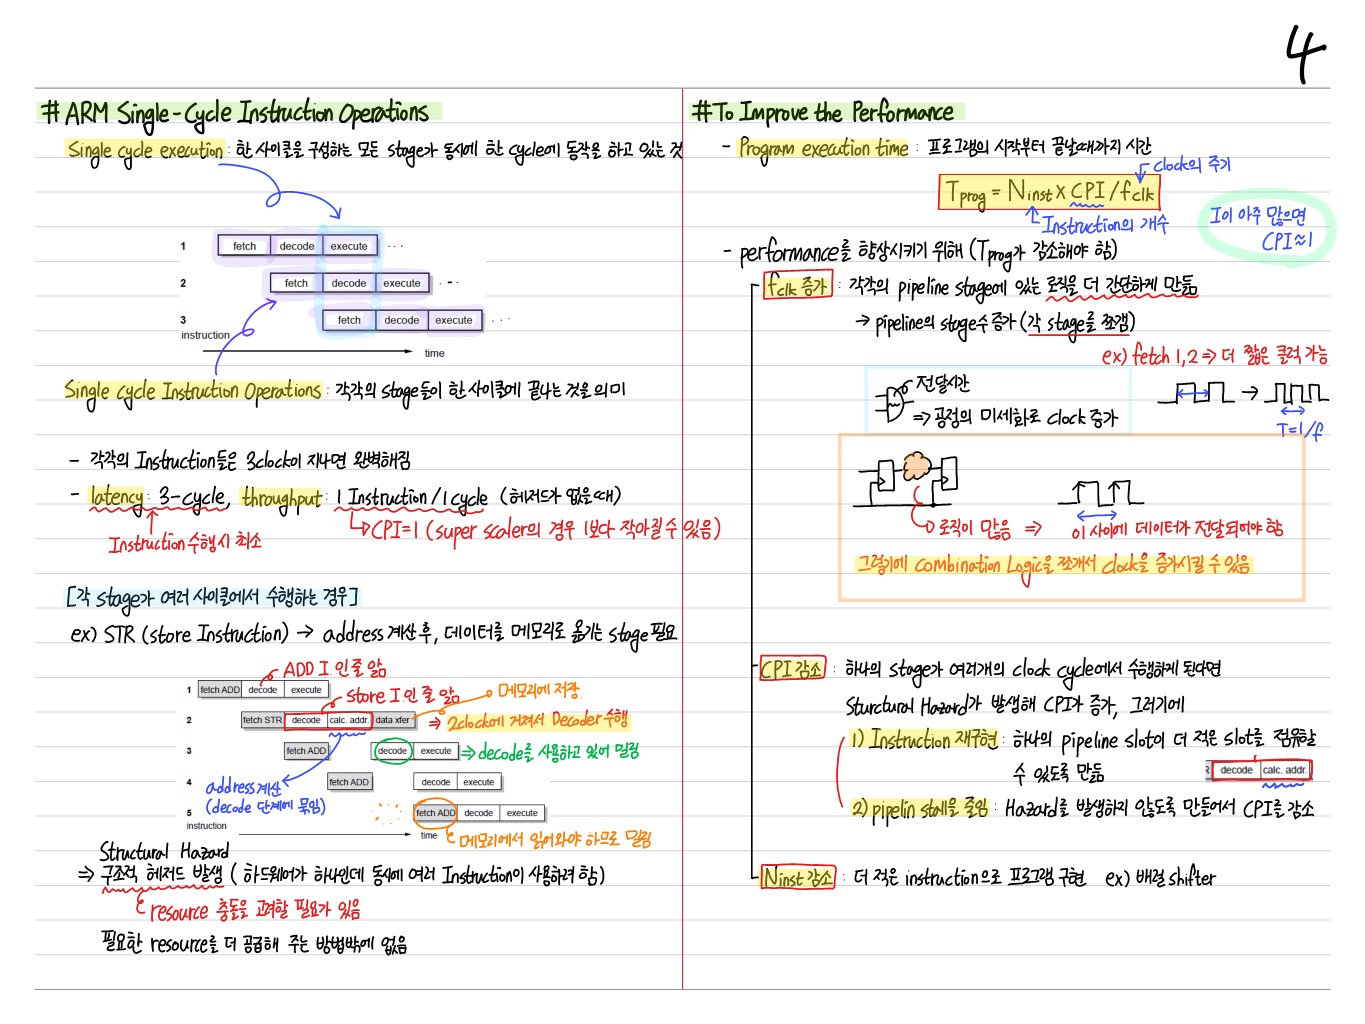 4
# ARM Single-Cycle Instruction Operations
Single cycle execution : 한 사이클을 구성하는 모든 stage가 동시에 한 cycle에 동작을 하고 있는 것
1 fetch decode execute ...
2 fetch decode execute ...
3 fetch decode execute ...
instruction
time
Single cycle Instruction Operations : 각각의 stage들이 한 사이클에 끝나는 것을 의미
- 각각의 Instruction들은 3clock이 지나면 완벽해짐
- latency : 3-cycle, throughput : 1 Instruction/1cycle (헤저드가 없을때)
Instruction 수행시 최소
↳ CPI=1 (super scaler의 경우 1보다 작아질 수 있음)
[각 stage가 여러 사이클에서 수행하는 경우]
ex) STR (store Instruction) → address 계산 후, 데이터를 메모리로 옮기는 stage 필요
ADD I.인줄 앎
1 fetch ADD decode execute
store I.인 줄 앎
메모리에 저장
2 fetch STR decode calc. addr. data xfer ⇒ 2clock에 거쳐서 Decoder 수행
3 fetch ADD decode execute ⇒ decode를 사용하고 있어 밀림
address 계산
(decode 단계에 묶임)
4 fetch ADD decode execute
5 fetch ADD decode execute
instruction
time
메모리에서 읽어와야 하므로 밀림
Structural Hazard
⇒ 구조적 헤저드 발생 (하드웨어가 하나인데 동시에 여러 Instruction이 사용하려 함)
resource 충돌을 고려할 필요가 있음
필요한 resource를 더 공급해 주는 방법밖에 없음
# To Improve the Performance
- Program execution time : 프로그램의 시작부터 끝날때까지 시간
clock의 주기
Tprog = Ninst x CPI / fclk
Instruction의 개수
I이 아주 많으면
CPI≈1
- performance를 향상시키기 위해 (Tprog가 감소해야 함)
fclk 증가 : 각각의 pipeline stage에 있는 로직을 더 간단하게 만듦
→ pipeline의 stage수 증가 (각 stage를 쪼갬)
ex) fetch 1,2 ⇒ 더 짧은 클럭 가능
전달시간
⇒ 공정의 미세화로 clock 증가
→
T=1/f
로직이 많음 ⇒ 이 사이에 데이터가 전달되어야 함
그렇기에 combination Logic을 쪼개서 clock을 증가시킬 수 있음
CPI 감소 : 하나의 stage가 여러개의 clock cycle에서 수행하게 된다면
Sturctural Hazard가 발생해 CPI가 증가, 그러기에
1) Instruction 재구현 : 하나의 pipeline slot이 더 적은 slot를 점유할
수 있도록 만듦
R decode calc. addr.
2) pipelin stall을 줄임 : Hazard를 발생하지 않도록 만들어서 CPI를 감소
Ninst 감소 : 더 적은 instruction으로 프로그램 구현 ex) 배럴 shifter